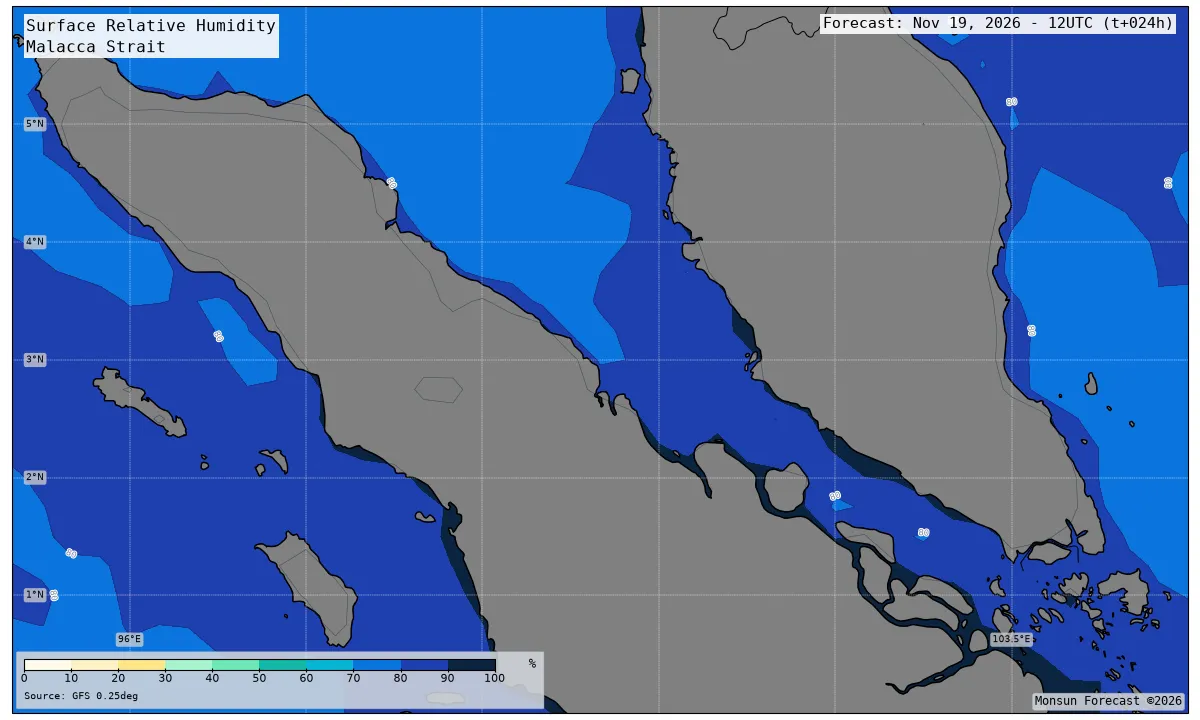 Surface Relative Humidity
Malacca Strait
Forecast: Nov 19, 2026 - 12UTC (t+024h)
80
80
5°N
80
4°N
80
80
3°N
2°N
80
80
80
1°N
80
96°E
103.5°E
%
0 10 20 30 40 50 60 70 80 90 100
Source: GFS 0.25deg
Monsun Forecast ©2026